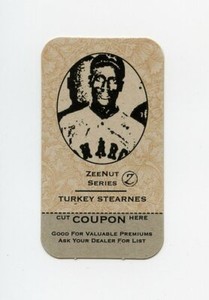 ZeeNut
Series Z
Turkey Stearnes
CUT COUPON HERE
Good For Valuable Premiums
Ask Your Dealer For List